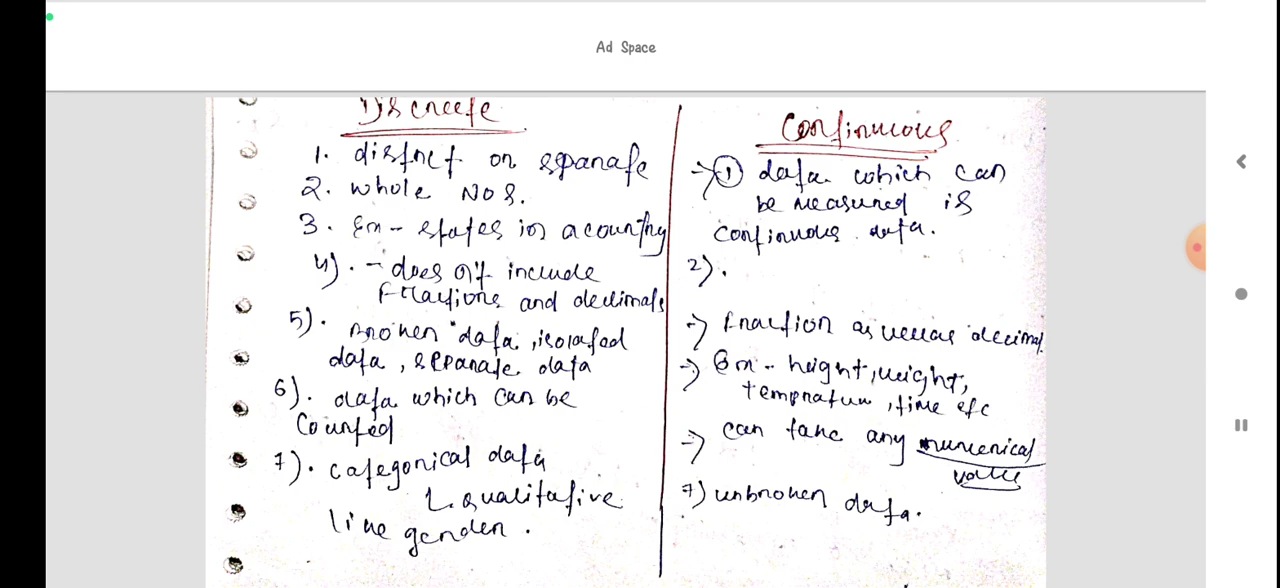 Ad Space
Discrete
1. distnct or separate
2. whole NOS.
3. Ex - states in a country
4). - does n't include
fractions and decimals
5). Broken data, isolated
data, separate data
6). data which can be
Counted
7). Categorical data
↳ qualitative
like gender.
Continuous
→ ① data which can
be measured is
continuous data.
2).
→ fraction as well as decimal
→ Ex - height, weight,
temprature, time etc
→ can take any numerical
value
7) unbroken data.